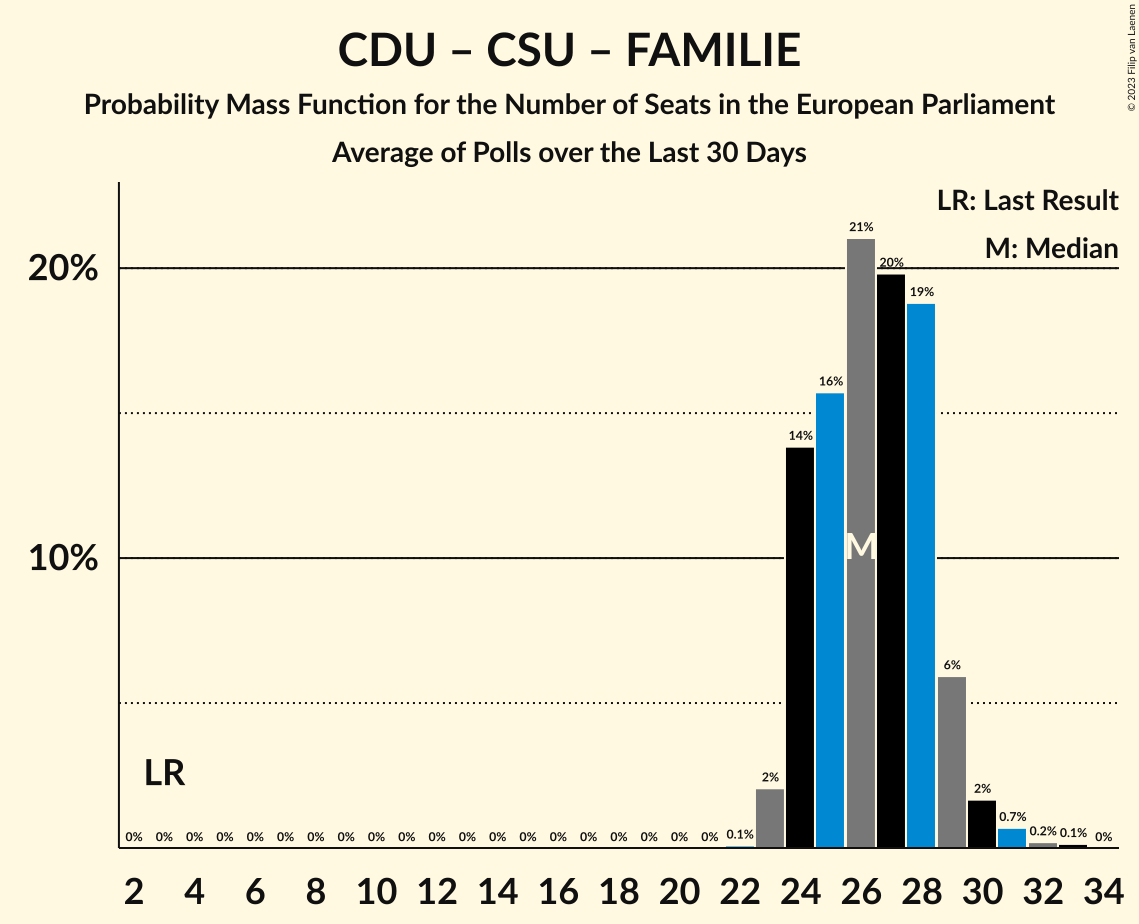 CDU – CSU – FAMILIE
Probability Mass Function for the Number of Seats in the European Parliament
Average of Polls over the Last 30 Days
© 2023 Filip van Laenen
LR: Last Result
M: Median
21%
20%
20%
19%
16%
14%
10%
M
6%
LR
2%
2%
0.7%
0% 0% 0% 0% 0% 0% 0% 0% 0% 0% 0% 0% 0% 0% 0% 0% 0% 0% 0% 0% 0.1% 0.2% 0.1% 0%
2 4 6 8 10 12 14 16 18 20 22 24 26 28 30 32 34